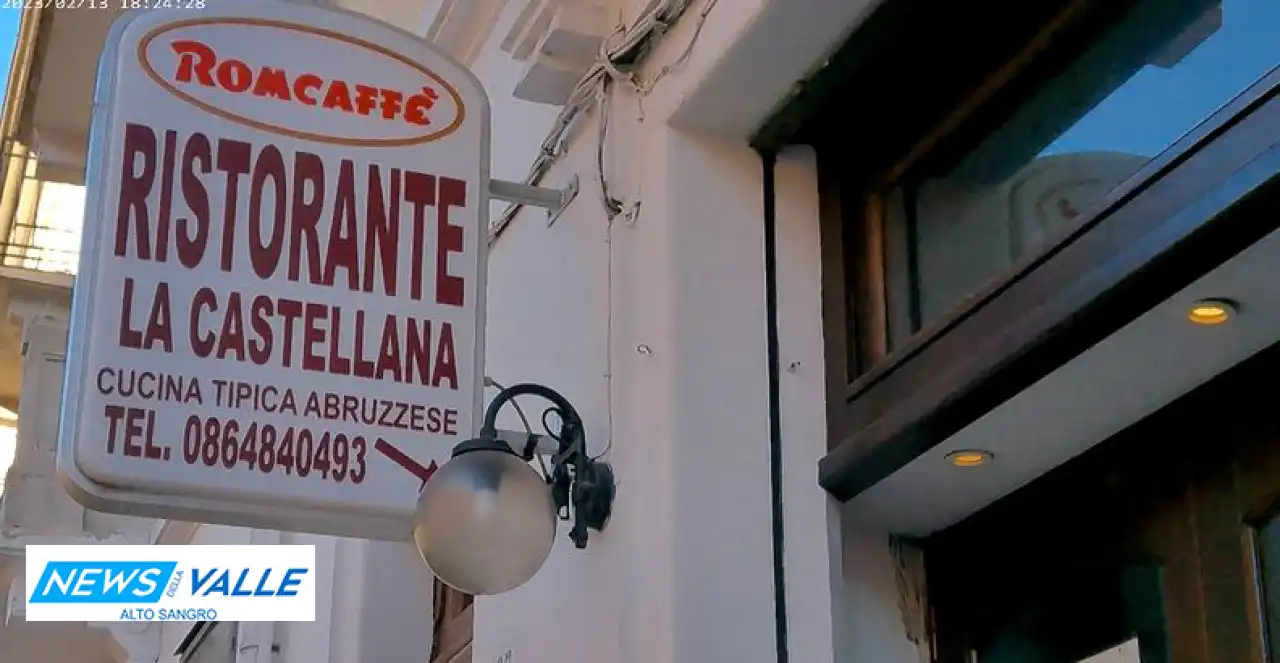 2023/02/13 18:24:28
ROMCAFFÈ
RISTORANTE
LA CASTELLANA
CUCINA TIPICA ABRUZZESE
TEL. 0864840493
NEWS DELLA VALLE
ALTO SANGRO